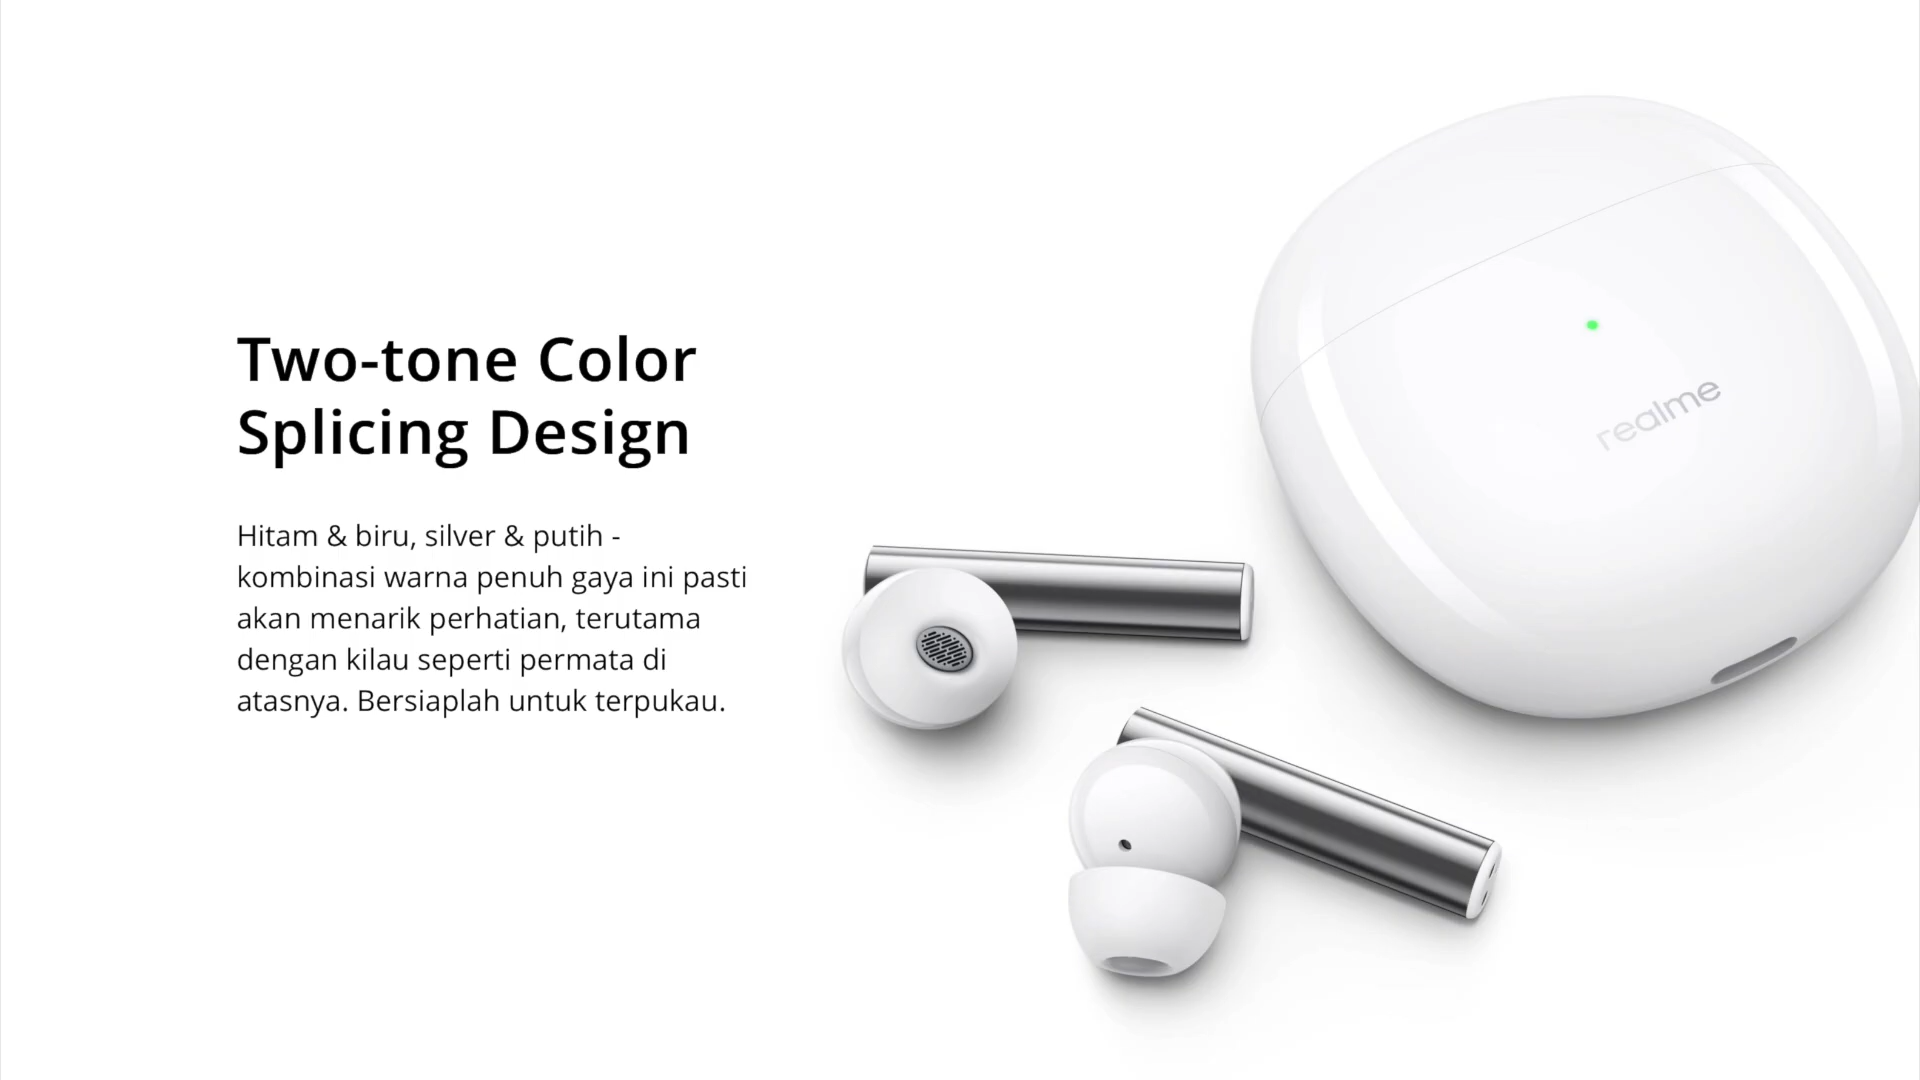 Two-tone Color
Splicing Design
Hitam & biru, silver & putih -
kombinasi warna penuh gaya ini pasti
akan menarik perhatian, terutama
dengan kilau seperti permata di
atasnya. Bersiaplah untuk terpukau.
realme